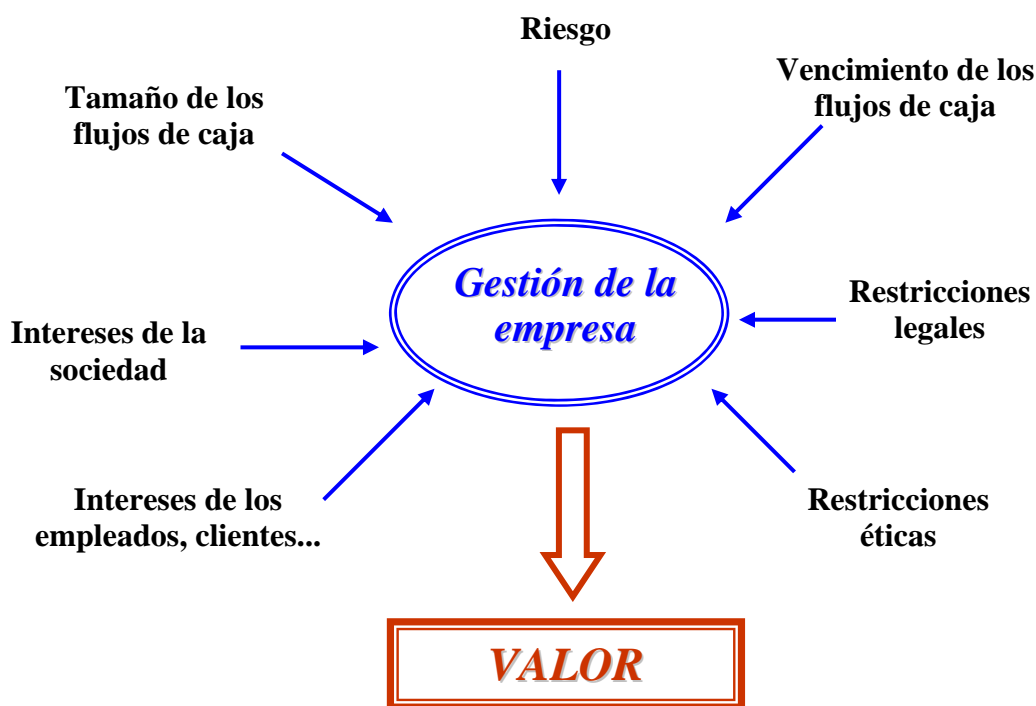 Riesgo
Tamaño de los
flujos de caja
Vencimiento de los
flujos de caja
Gestión de la
empresa
Intereses de la
sociedad
Restricciones
legales
Intereses de los
empleados, clientes...
Restricciones
éticas
VALOR